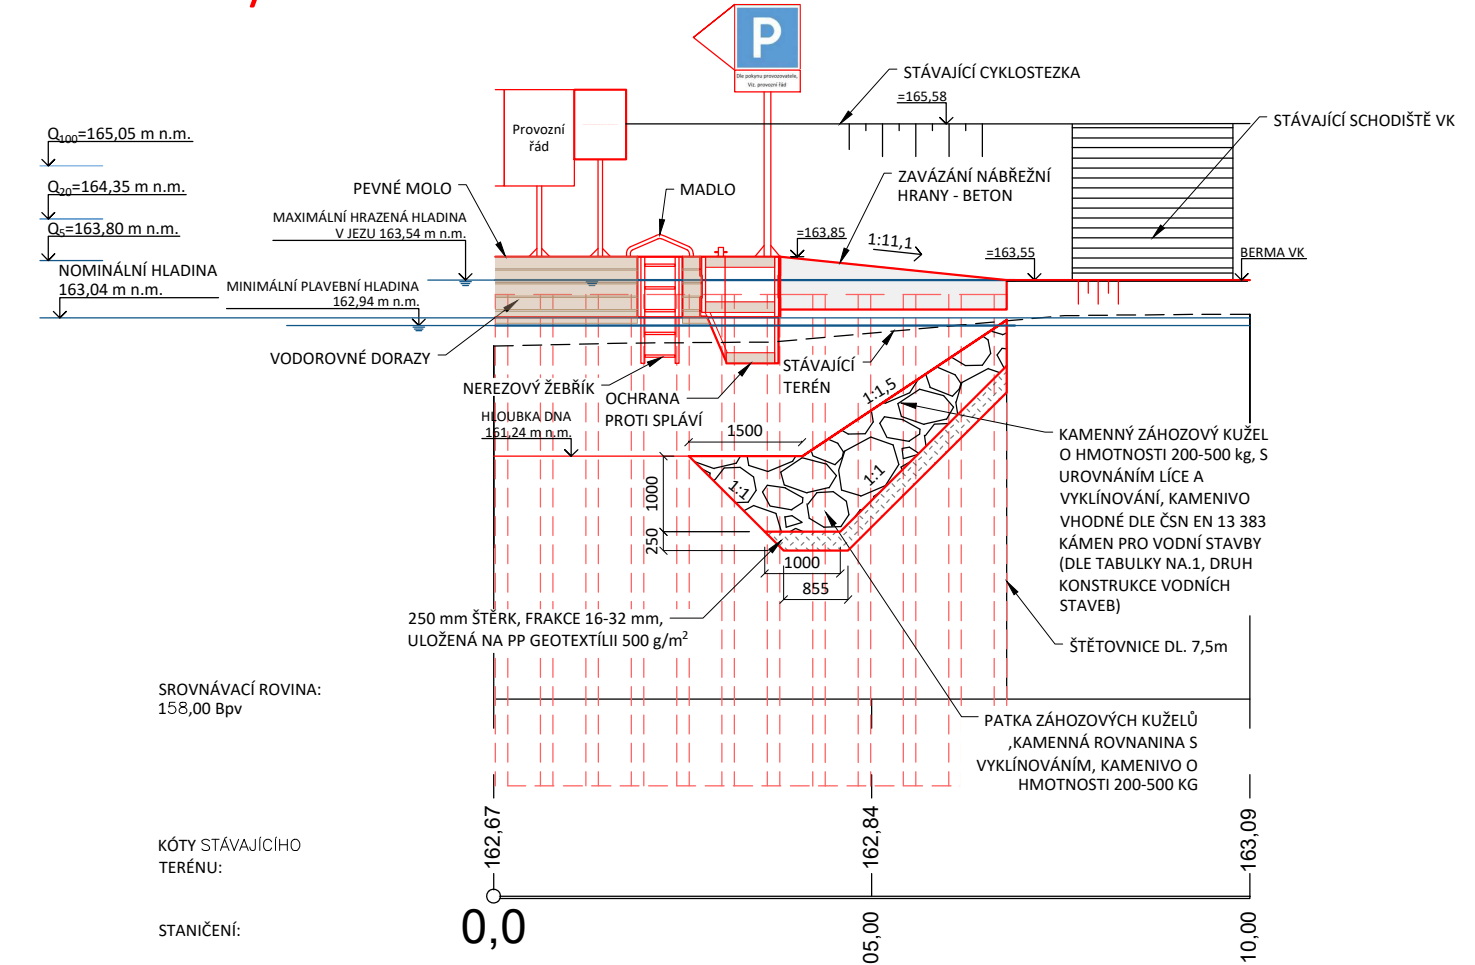 P
Dle pokynu provozovatele,
Viz. provozní řád
STÁVAJÍCÍ CYKLOSTEZKA
=165,58
STÁVAJÍCÍ SCHODIŠTĚ VK
Q100=165,05 m n.m.
Provozní
řád
Q20=164,35 m n.m.
PEVNÉ MOLO
MADLO
ZAVÁZÁNÍ NÁBŘEŽNÍ
HRANY - BETON
MAXIMÁLNÍ HRAZENÁ HLADINA
V JEZU 163,54 m n.m.
Q5=163,80 m n.m.
=163,85
1:11,1
=163,55
BERMA VK
NOMINÁLNÍ HLADINA
163,04 m n.m.
MINIMÁLNÍ PLAVEBNÍ HLADINA
162,94 m n.m.
VODOROVNÉ DORAZY
NEREZOVÝ ŽEBŘÍK
OCHRANA
PROTI SPLÁVÍ
STÁVAJÍCÍ
TERÉN
1:1,5
HLOUBKA DNA
161,24 m n.m.
1500
1:1
1:1
1000
250
1000
855
KAMENNÝ ZÁHOZOVÝ KUŽEL
O HMOTNOSTI 200-500 kg, S
UROVNÁNÍM LÍCE A
VYKLÍNOVÁNÍ, KAMENIVO
VHODNÉ DLE ČSN EN 13 383
KÁMEN PRO VODNÍ STAVBY
(DLE TABULKY NA.1, DRUH
KONSTRUKCE VODNÍCH
STAVEB)
250 mm ŠTĚRK, FRAKCE 16-32 mm,
ULOŽENÁ NA PP GEOTEXTÍLII 500 g/m²
ŠTĚTOVNICE DL. 7,5m
SROVNÁVACÍ ROVINA:
158,00 Bpv
PATKA ZÁHOZOVÝCH KUŽELŮ
,KAMENNÁ ROVNANINA S
VYKLÍNOVÁNÍM, KAMENIVO O
HMOTNOSTI 200-500 KG
KÓTY STÁVAJÍCÍHO
TERÉNU:
162,67
162,84
163,09
STANIČENÍ:
0,0
05,00
10,00